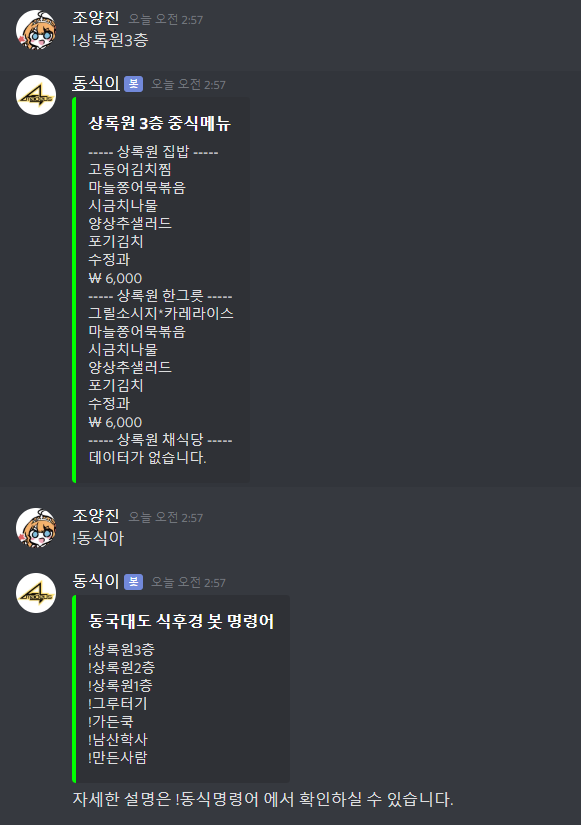 조양진 오늘 오전 2:57
!상록원3층
동식이 봇 오늘 오전 2:57
상록원 3층 중식메뉴
----- 상록원 집밥 -----
고등어김치찜
마늘쫑어묵볶음
시금치나물
양상추샐러드
포기김치
수정과
₩ 6,000
----- 상록원 한그릇 -----
그릴소시지*카레라이스
마늘쫑어묵볶음
시금치나물
양상추샐러드
포기김치
수정과
₩ 6,000
----- 상록원 채식당 -----
데이터가 없습니다.
조양진 오늘 오전 2:57
!동식아
동식이 봇 오늘 오전 2:57
동국대도 식후경 봇 명령어
!상록원3층
!상록원2층
!상록원1층
!그루터기
!가든쿡
!남산학사
!만든사람
자세한 설명은 !동식명령어 에서 확인하실 수 있습니다.